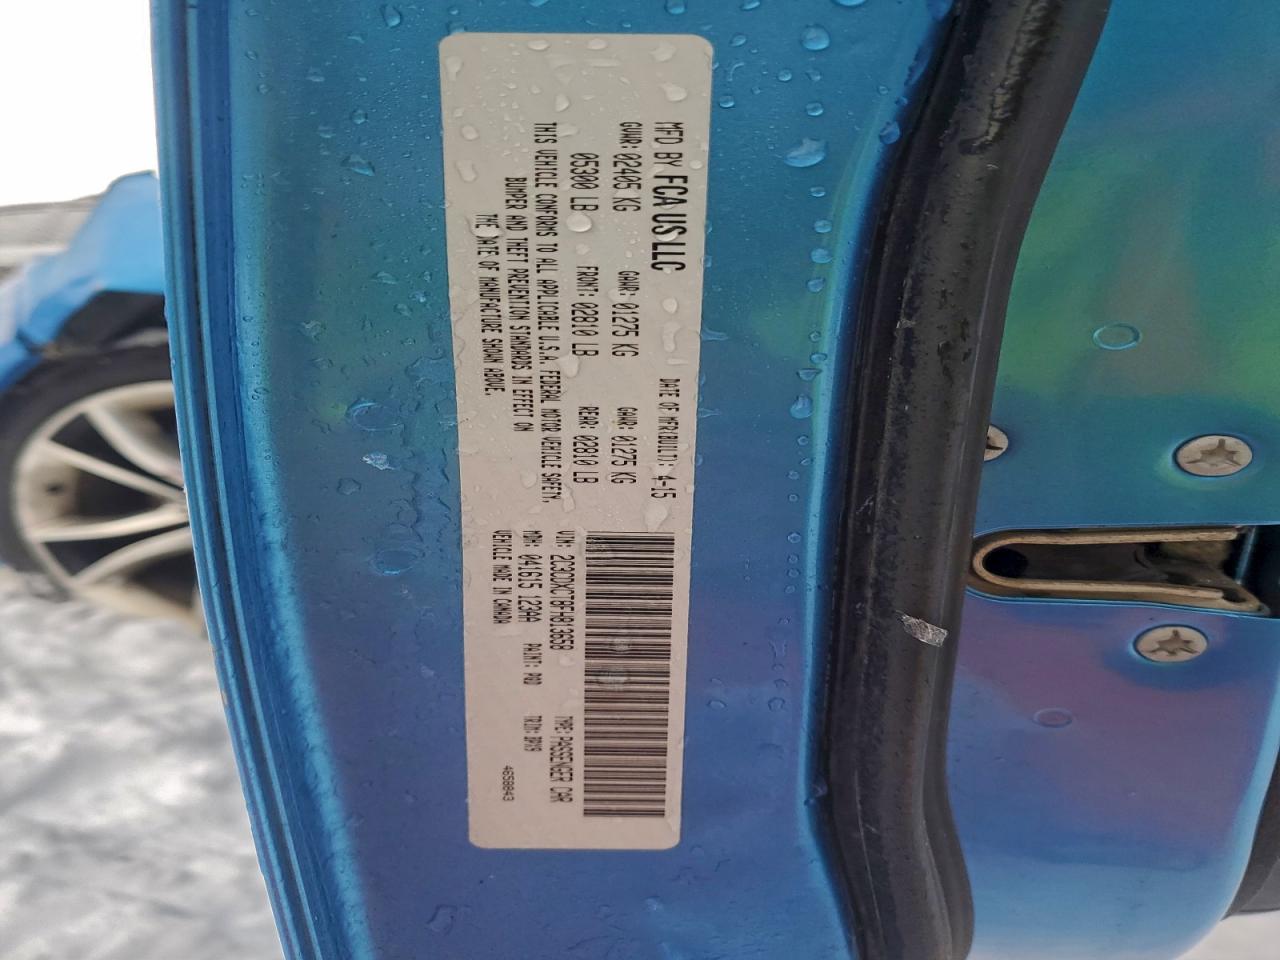 MFD BY FCA US LLC
DATE OF MFR(BUILT): 4-15
GVWR: 02405 KG GAWR: 01275 KG GAWR: 01275 KG
05300 LB FRONT: 02810 LB REAR: 02810 LB
THIS VEHICLE CONFORMS TO ALL APPLICABLE U.S.A. FEDERAL MOTOR VEHICLE SAFETY,
BUMPER AND THEFT PREVENTION STANDARDS IN EFFECT ON
THE DATE OF MANUFACTURE SHOWN ABOVE.
VIN: 2C3CDXCT8FH813658 TYPE: PASSENGER CAR
MDH: 041615 PAINT: PQD TRIM:
VEHICLE MADE IN CANADA 4658843